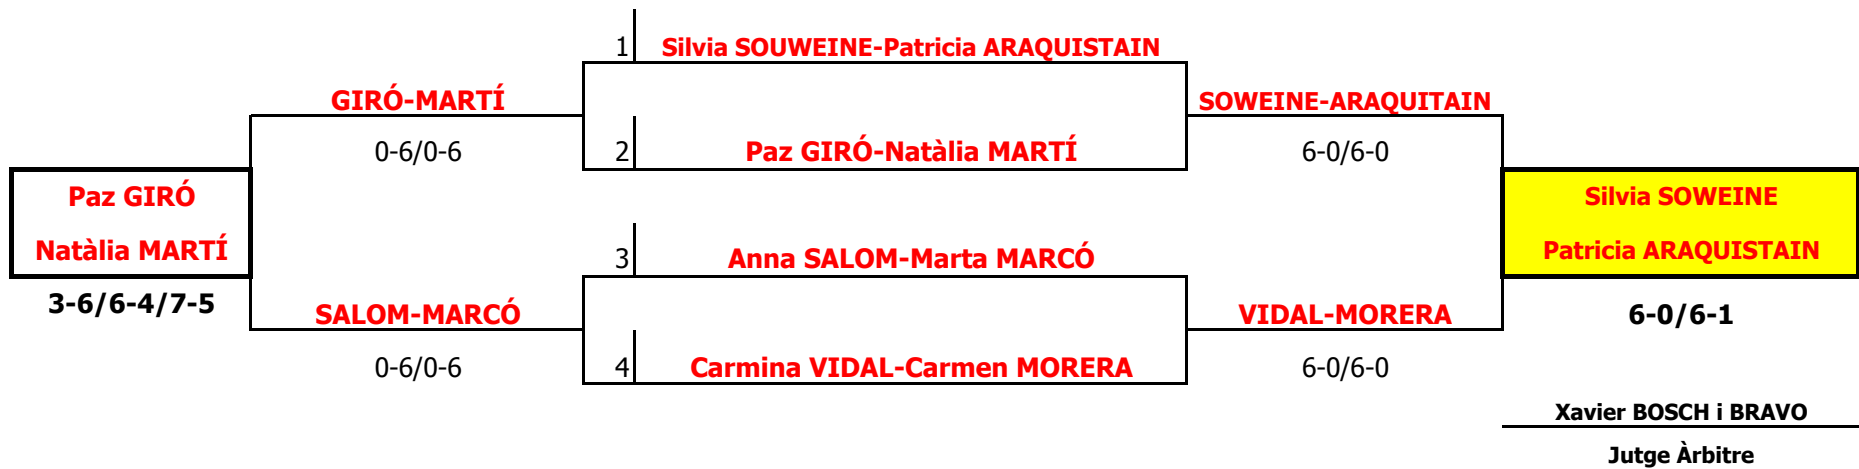 1 Silvia SOUWEINE-Patricia ARAQUISTAIN
GIRÓ-MARTÍ SOWEINE-ARAQUITAIN
0-6/0-6 2 Paz GIRÓ-Natàlia MARTÍ 6-0/6-0
Paz GIRÓ Silvia SOWEINE
Natàlia MARTÍ Patricia ARAQUISTAIN
3 Anna SALOM-Marta MARCÓ
3-6/6-4/7-5 6-0/6-1
SALOM-MARCÓ VIDAL-MORERA
0-6/0-6 4 Carmina VIDAL-Carmen MORERA 6-0/6-0
Xavier BOSCH i BRAVO
Jutge Àrbitre